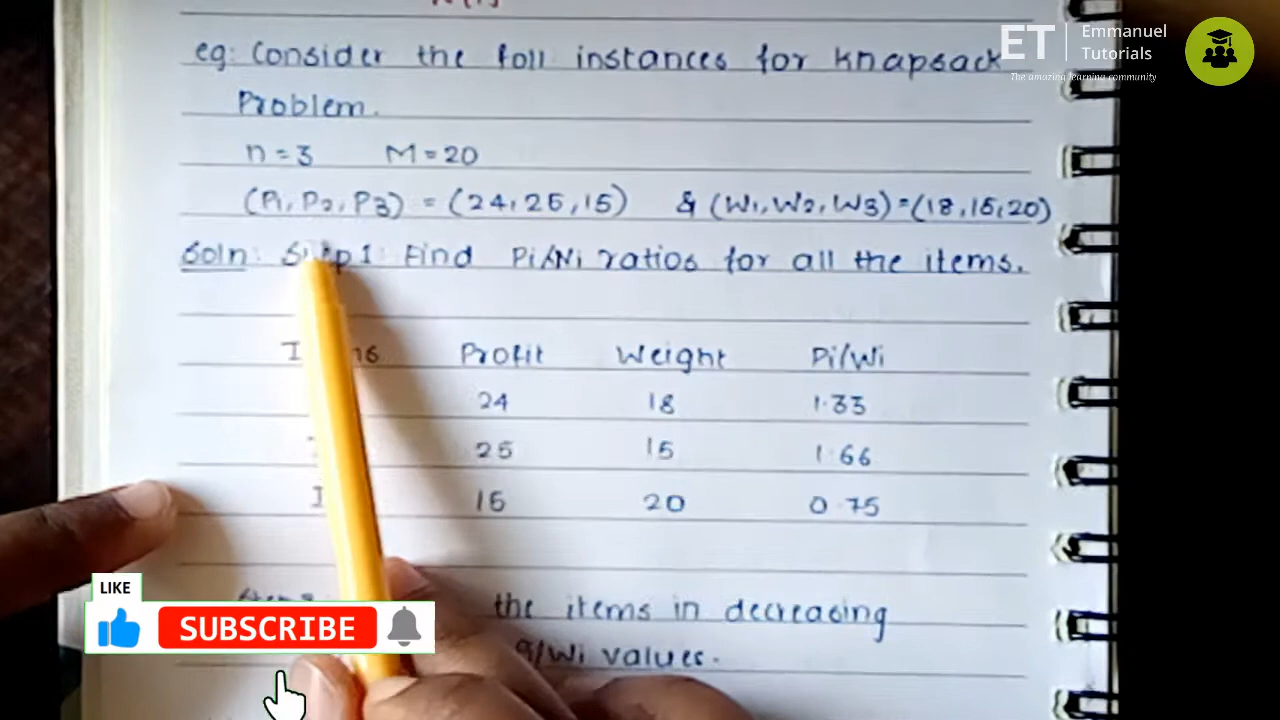 ET Emmanuel Tutorials
The amazing learning community
eg: Consider the foll instances for Knapsack
Problem.
n = 3 M = 20
(P1, P2, P3) = (24, 25, 15) & (W1, W2, W3) = (18, 15, 20)
Soln: Step 1: Find Pi/Wi ratios for all the items.
Profit Weight Pi/Wi
24 18 1.33
25 15 1.66
15 20 0.75
the items in decreasing
Pi/Wi values.
LIKE
SUBSCRIBE